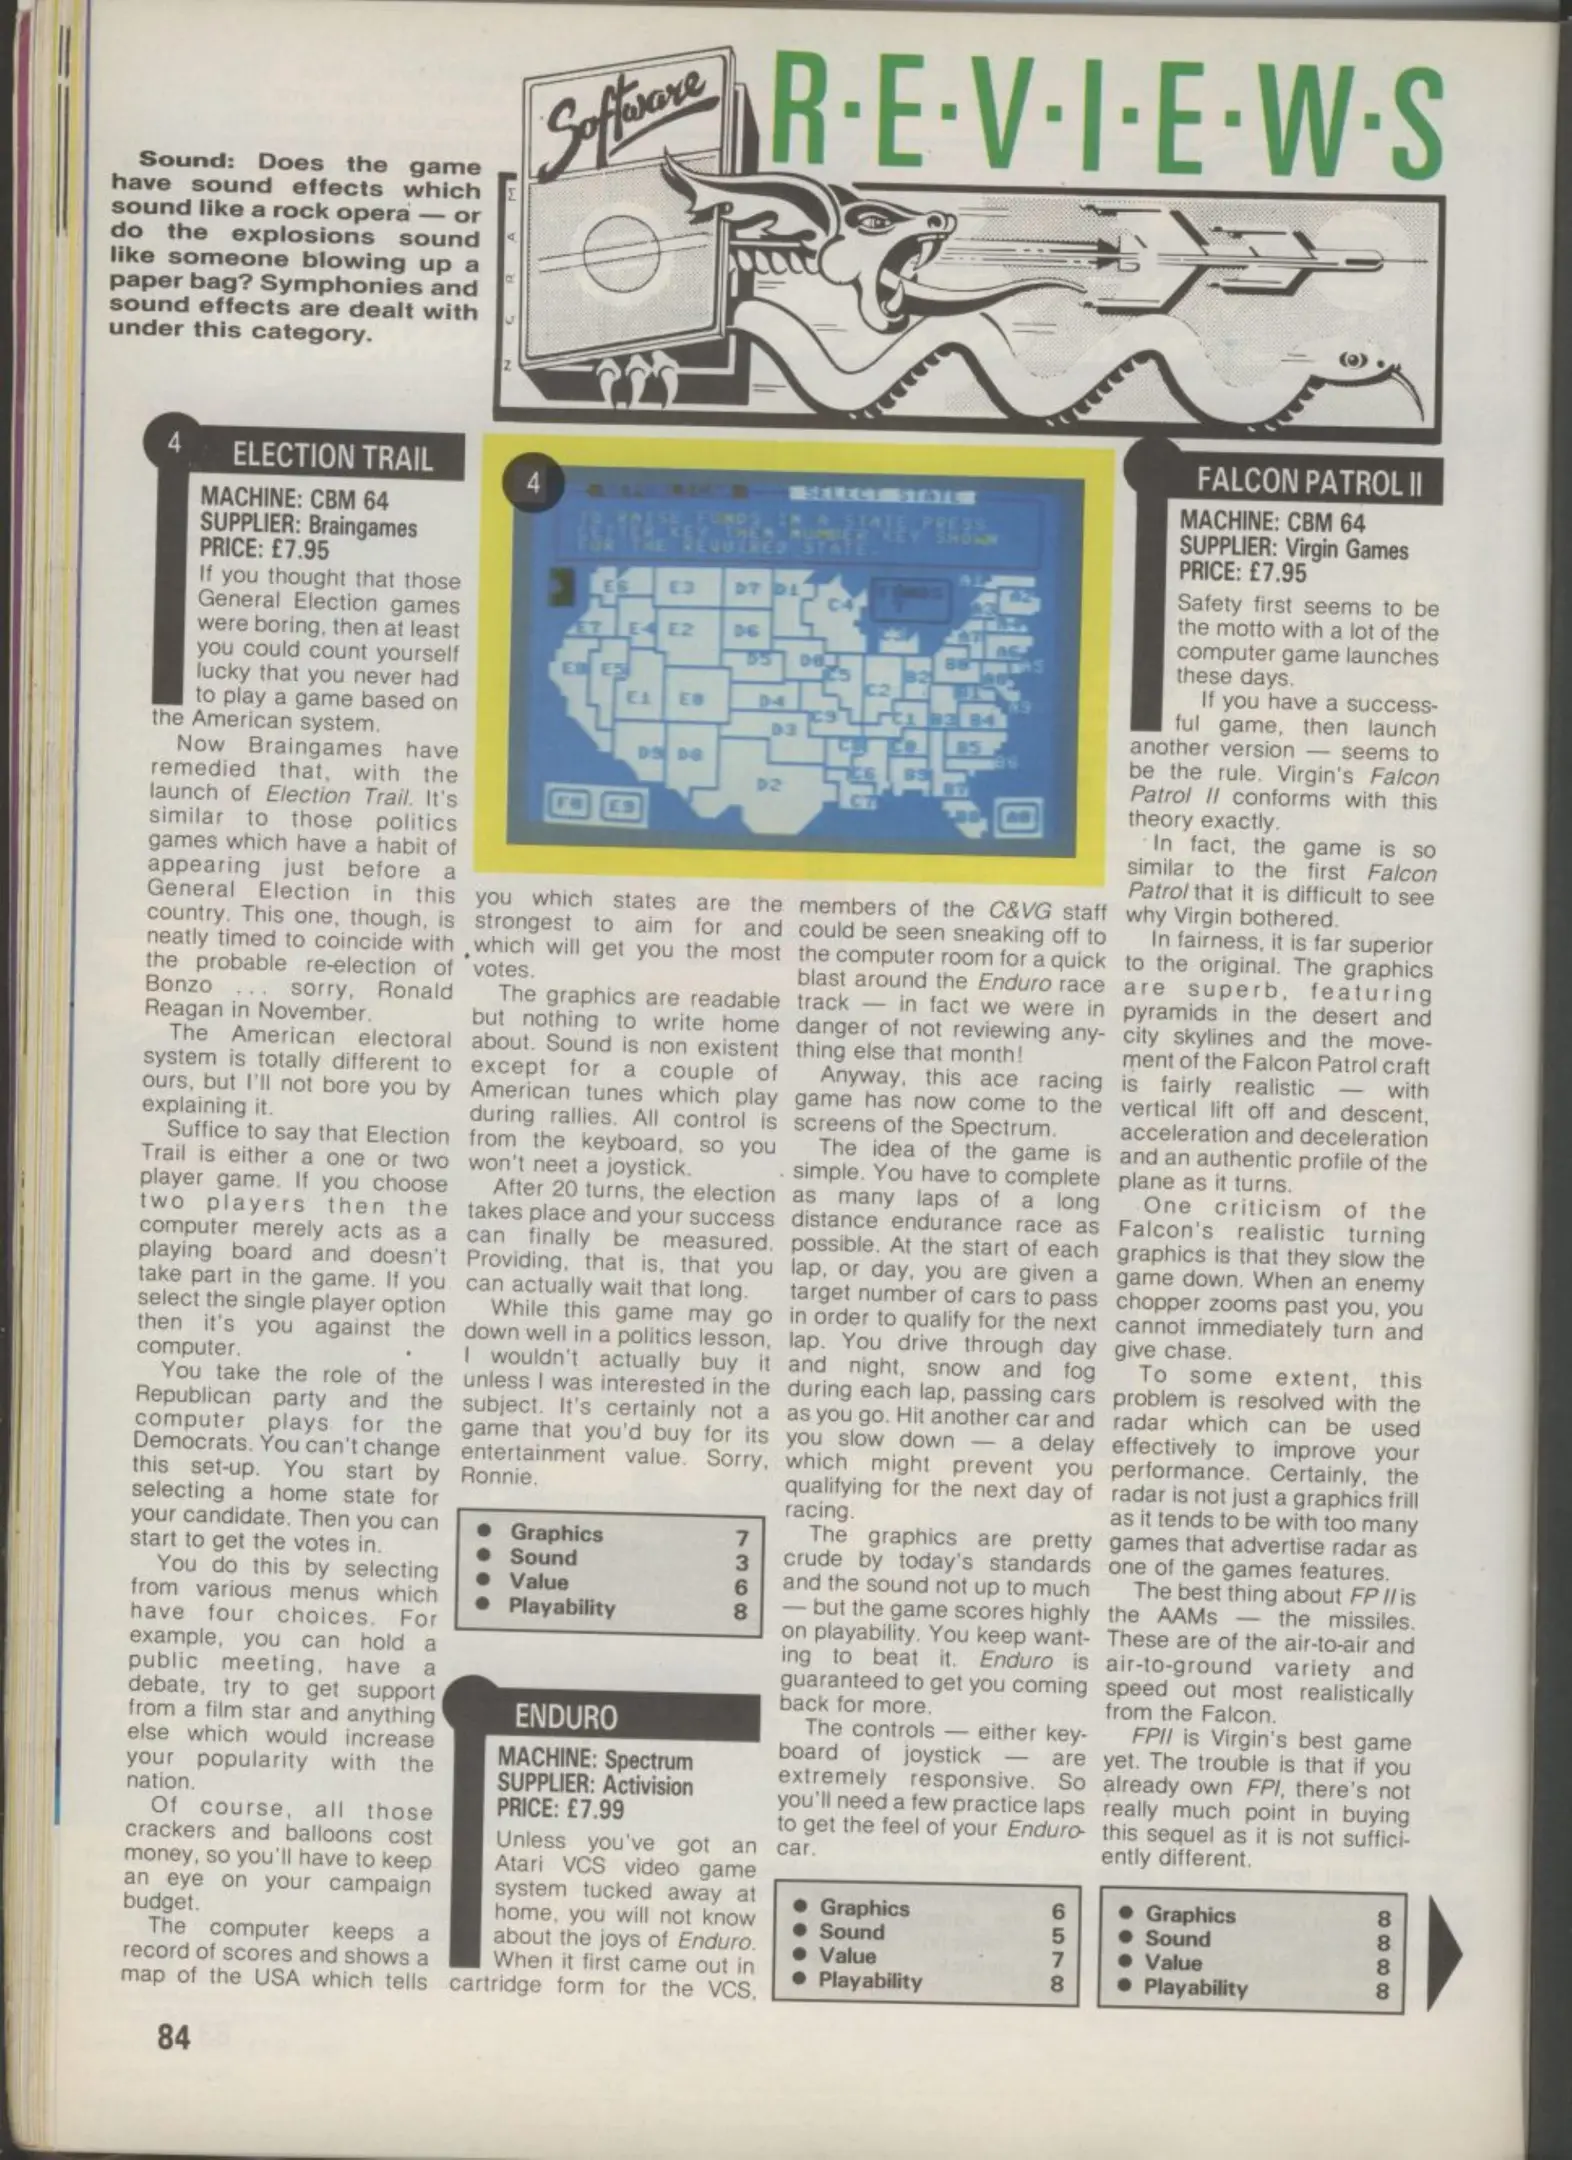 Software
R·E·V·I·E·W·S
Sound: Does the game
have sound effects which
sound like a rock opera — or
do the explosions sound
like someone blowing up a
paper bag? Symphonies and
sound effects are dealt with
under this category.
4
ELECTION TRAIL
MACHINE: CBM 64
SUPPLIER: Braingames
PRICE: £7.95
If you thought that those
General Election games
were boring, then at least
you could count yourself
lucky that you never had
to play a game based on
the American system.
Now Braingames have
remedied that, with the
launch of Election Trail. It's
similar to those politics
games which have a habit of
appearing just before a
General Election in this
country. This one, though, is
neatly timed to coincide with
the probable re-election of
Bonzo ... sorry, Ronald
Reagan in November.
The American electoral
system is totally different to
ours, but I'll not bore you by
explaining it.
Suffice to say that Election
Trail is either a one or two
player game. If you choose
two players then the
computer merely acts as a
playing board and doesn't
take part in the game. If you
select the single player option
then it's you against the
computer.
You take the role of the
Republican party and the
computer plays for the
Democrats. You can't change
this set-up. You start by
selecting a home state for
your candidate. Then you can
start to get the votes in.
You do this by selecting
from various menus which
have four choices. For
example, you can hold a
public meeting, have a
debate, try to get support
from a film star and anything
else which would increase
your popularity with the
nation.
Of course, all those
crackers and balloons cost
money, so you'll have to keep
an eye on your campaign
budget.
The computer keeps a
record of scores and shows a
map of the USA which tells
4
SELECT STATE
TO RAISE FUNDS IN A STATE PRESS
LETTER KEY THEN NUMBER KEY SHOWN
FOR THE REQUIRED STATE.
you which states are the
strongest to aim for and
which will get you the most
votes.
The graphics are readable
but nothing to write home
about. Sound is non existent
except for a couple of
American tunes which play
during rallies. All control is
from the keyboard, so you
won't neet a joystick.
After 20 turns, the election
takes place and your success
can finally be measured.
Providing, that is, that you
can actually wait that long.
While this game may go
down well in a politics lesson,
I wouldn't actually buy it
unless I was interested in the
subject. It's certainly not a
game that you'd buy for its
entertainment value. Sorry,
Ronnie.
● Graphics 7
● Sound 3
● Value 6
● Playability 8
ENDURO
MACHINE: Spectrum
SUPPLIER: Activision
PRICE: £7.99
Unless you've got an
Atari VCS video game
system tucked away at
home, you will not know
about the joys of Enduro.
When it first came out in
cartridge form for the VCS,
members of the C&VG staff
could be seen sneaking off to
the computer room for a quick
blast around the Enduro race
track — in fact we were in
danger of not reviewing any-
thing else that month!
Anyway, this ace racing
game has now come to the
screens of the Spectrum.
The idea of the game is
simple. You have to complete
as many laps of a long
distance endurance race as
possible. At the start of each
lap, or day, you are given a
target number of cars to pass
in order to qualify for the next
lap. You drive through day
and night, snow and fog
during each lap, passing cars
as you go. Hit another car and
you slow down — a delay
which might prevent you
qualifying for the next day of
racing.
The graphics are pretty
crude by today's standards
and the sound not up to much
— but the game scores highly
on playability. You keep want-
ing to beat it. Enduro is
guaranteed to get you coming
back for more.
The controls — either key-
board of joystick — are
extremely responsive. So
you'll need a few practice laps
to get the feel of your Enduro-
car.
● Graphics 6
● Sound 5
● Value 7
● Playability 8
FALCON PATROL II
MACHINE: CBM 64
SUPPLIER: Virgin Games
PRICE: £7.95
Safety first seems to be
the motto with a lot of the
computer game launches
these days.
If you have a success-
ful game, then launch
another version — seems to
be the rule. Virgin's Falcon
Patrol II conforms with this
theory exactly.
In fact, the game is so
similar to the first Falcon
Patrol that it is difficult to see
why Virgin bothered.
In fairness, it is far superior
to the original. The graphics
are superb, featuring
pyramids in the desert and
city skylines and the move-
ment of the Falcon Patrol craft
is fairly realistic — with
vertical lift off and descent,
acceleration and deceleration
and an authentic profile of the
plane as it turns.
One criticism of the
Falcon's realistic turning
graphics is that they slow the
game down. When an enemy
chopper zooms past you, you
cannot immediately turn and
give chase.
To some extent, this
problem is resolved with the
radar which can be used
effectively to improve your
performance. Certainly, the
radar is not just a graphics frill
as it tends to be with too many
games that advertise radar as
one of the games features.
The best thing about FP II is
the AAMs — the missiles.
These are of the air-to-air and
air-to-ground variety and
speed out most realistically
from the Falcon.
FPII is Virgin's best game
yet. The trouble is that if you
already own FPI, there's not
really much point in buying
this sequel as it is not suffici-
ently different.
● Graphics 8
● Sound 8
● Value 8
● Playability 8
84